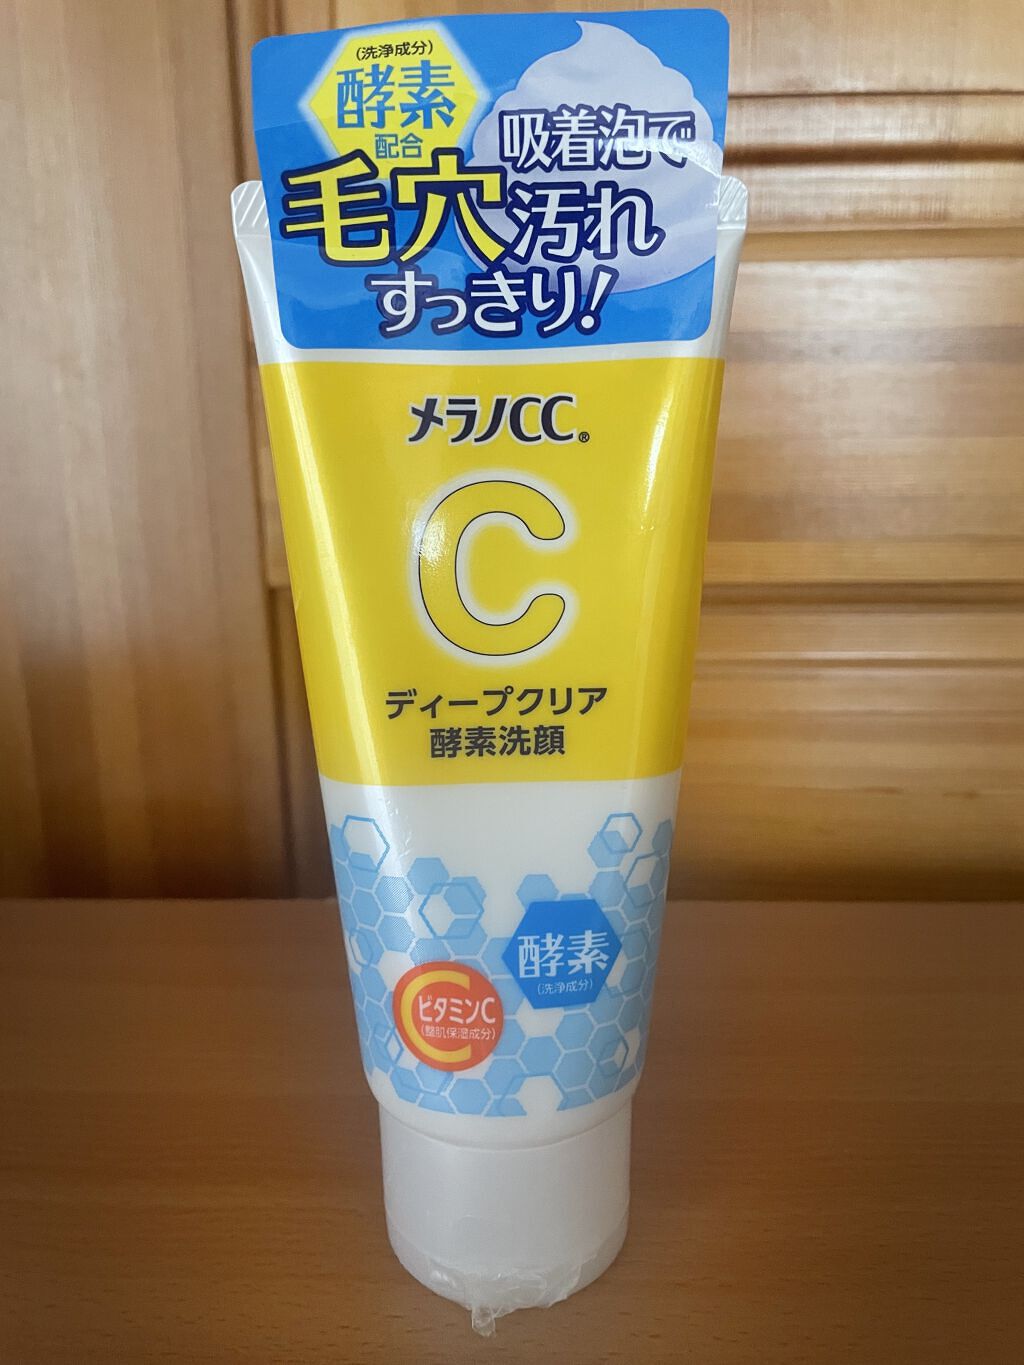 (洗浄成分)
酵素
配合
吸着泡で
毛穴汚れ
すっきり!
メラノCC®
C
ディープクリア
酵素洗顔
酵素
(洗浄成分)
C
ビタミンC
(整肌保湿成分)